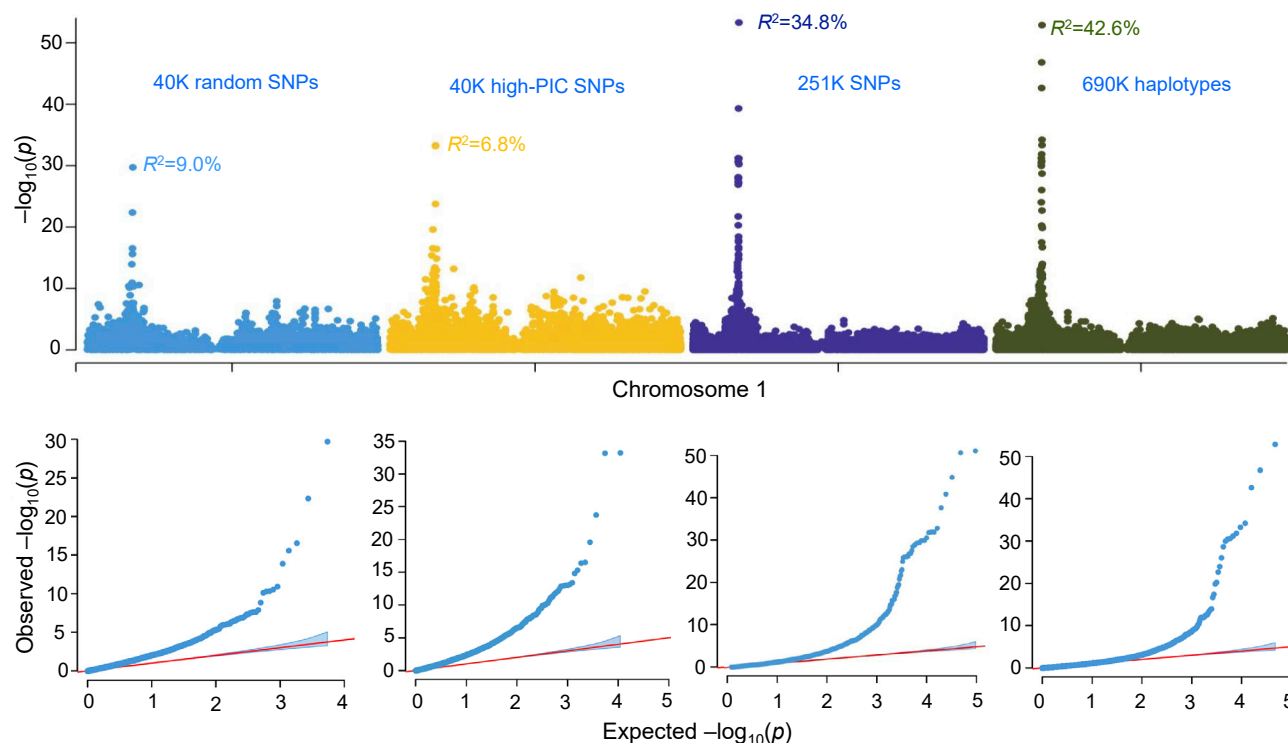 50
40
30
20
10
0
–log10(p)
R²=9.0%
R²=6.8%
R²=34.8%
R²=42.6%
40K random SNPs
40K high-PIC SNPs
251K SNPs
690K haplotypes
Chromosome 1
Observed –log10(p)
30
25
20
15
10
5
0
0 1 2 3 4
35
30
25
20
15
10
5
0
0 1 2 3 4 5
50
40
30
20
10
0
0 1 2 3 4 5
50
40
30
20
10
0
0 1 2 3 4 5
Expected –log10(p)